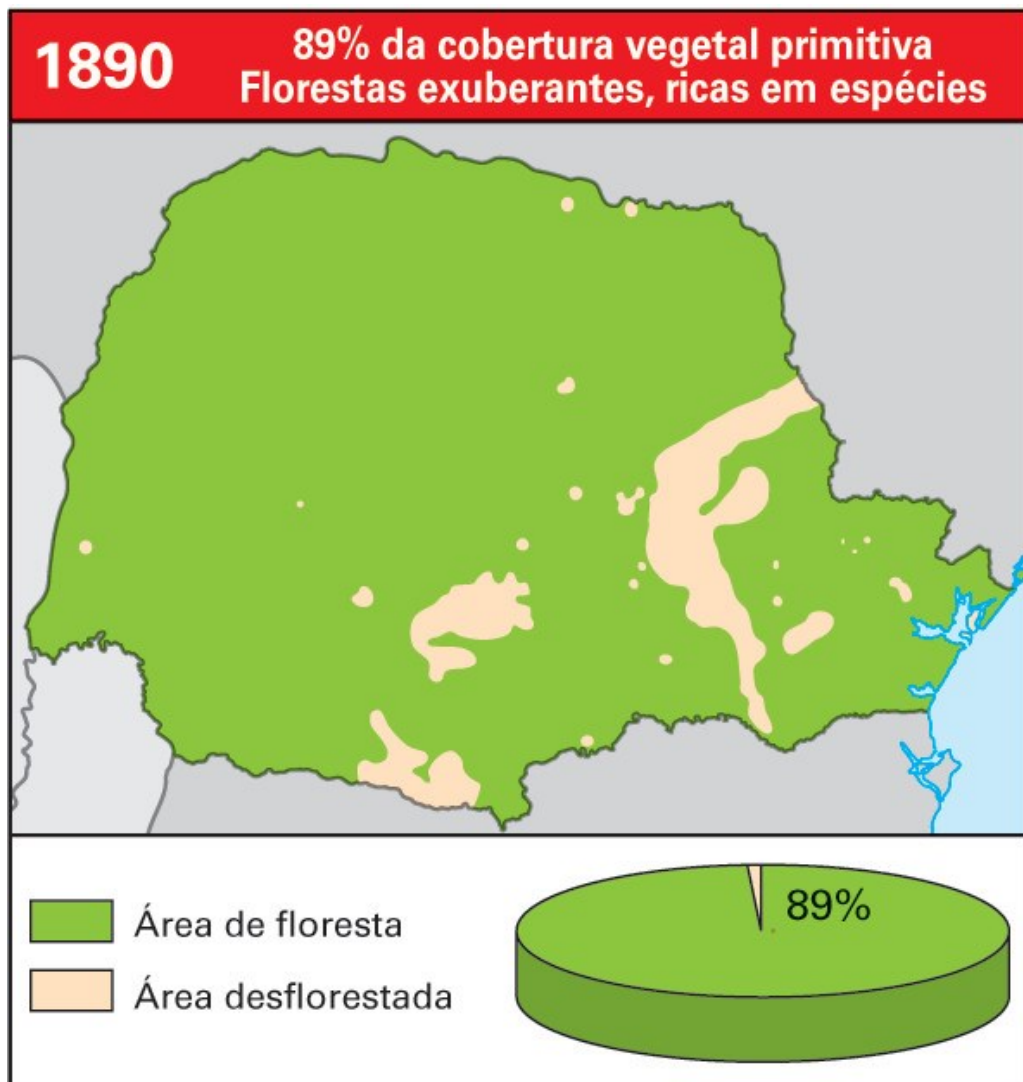 1890
89% da cobertura vegetal primitiva
Florestas exuberantes, ricas em espécies
Área de floresta
Área desflorestada
89%